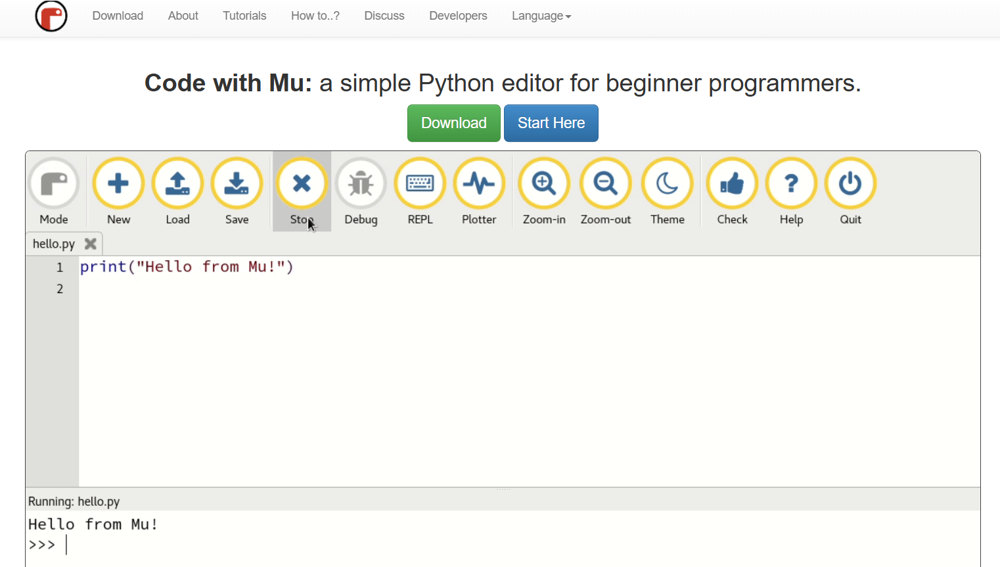 Download About Tutorials How to..? Discuss Developers Language
Code with Mu: a simple Python editor for beginner programmers.
Download Start Here
Mode New Load Save Stop Debug REPL Plotter Zoom-in Zoom-out Theme Check Help Quit
hello.py
1 print("Hello from Mu!")
2
Running: hello.py
Hello from Mu!
>>>